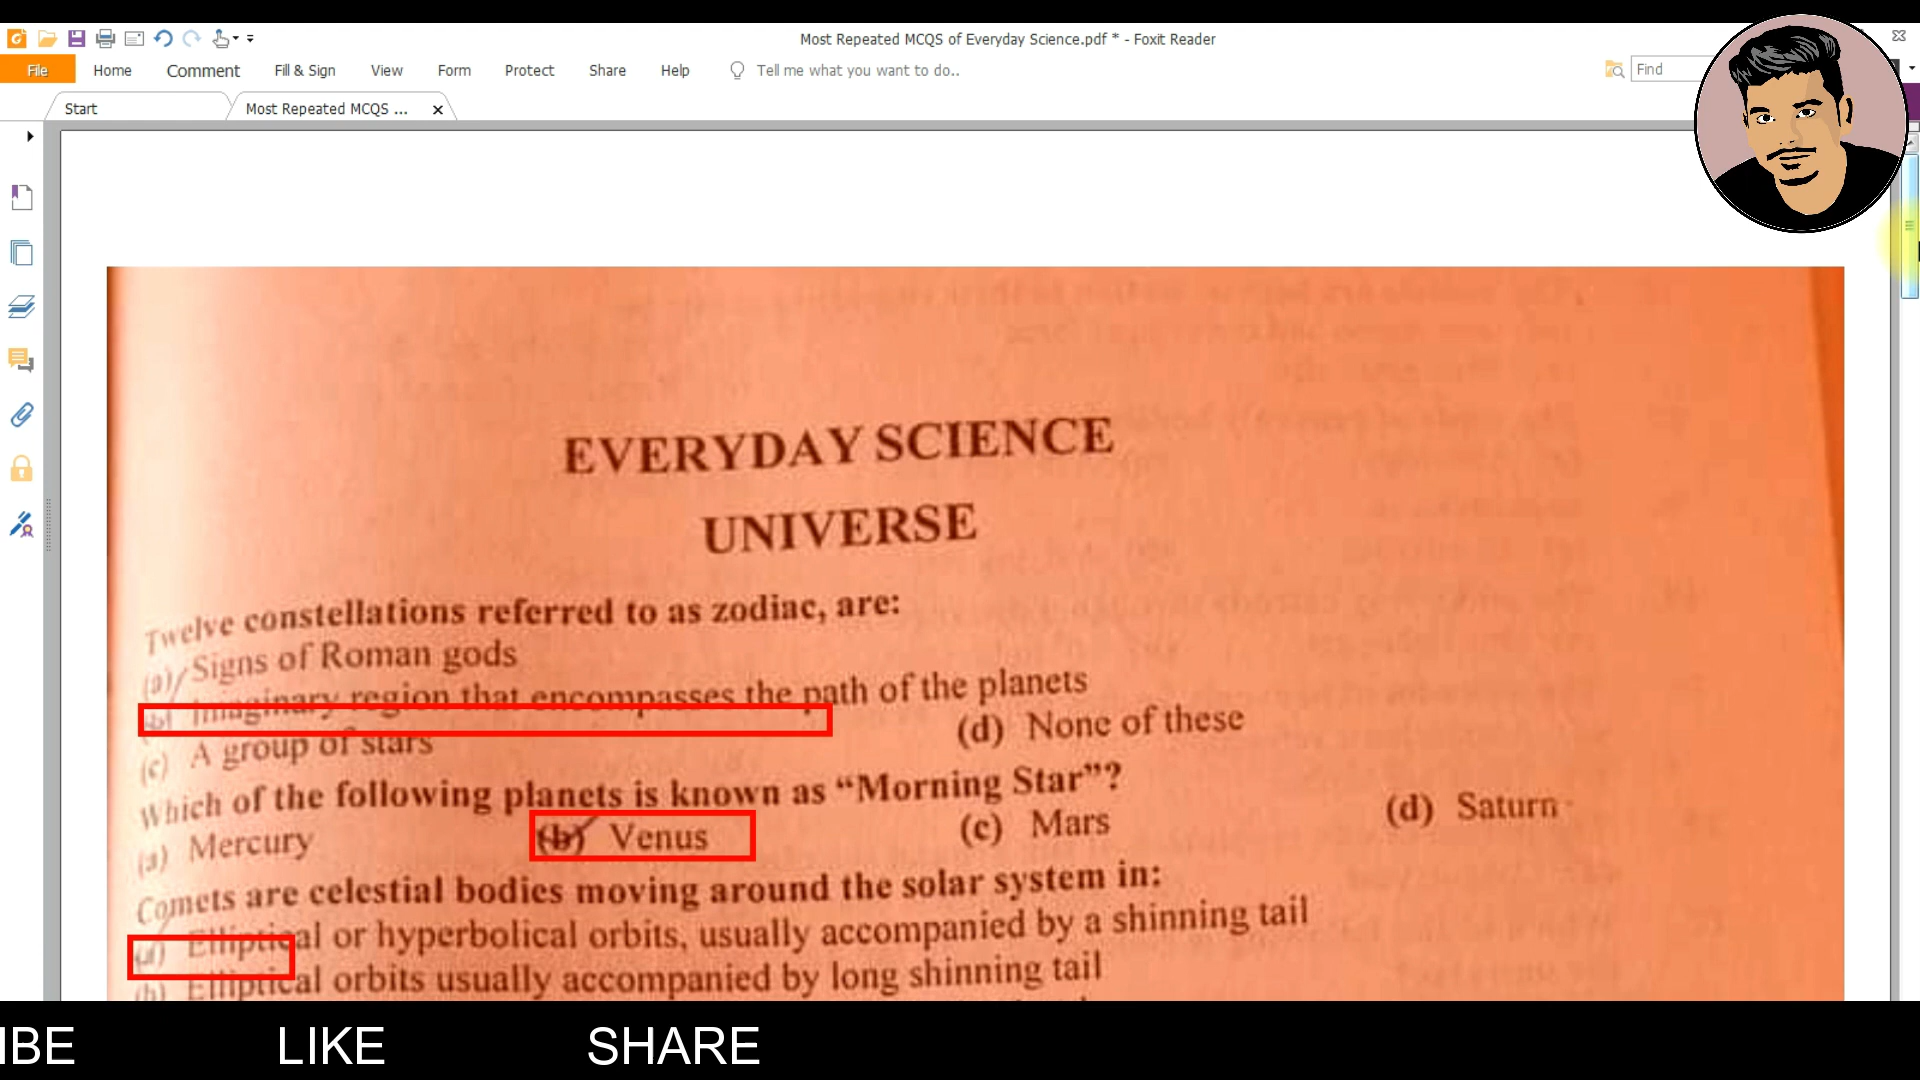 Most Repeated MCQS of Everyday Science.pdf * - Foxit Reader
File Home Comment Fill & Sign View Form Protect Share Help Tell me what you want to do.. Find
Start Most Repeated MCQS ...
EVERYDAY SCIENCE
UNIVERSE
Twelve constellations referred to as zodiac, are:
(a) Signs of Roman gods
(b) Imaginary region that encompasses the path of the planets
(c) A group of stars (d) None of these
Which of the following planets is known as “Morning Star”?
(a) Mercury (b) Venus (c) Mars (d) Saturn
Comets are celestial bodies moving around the solar system in:
(a) Elliptical or hyperbolical orbits, usually accompanied by a shinning tail
(b) Elliptical orbits usually accompanied by long shinning tail
IBE LIKE SHARE